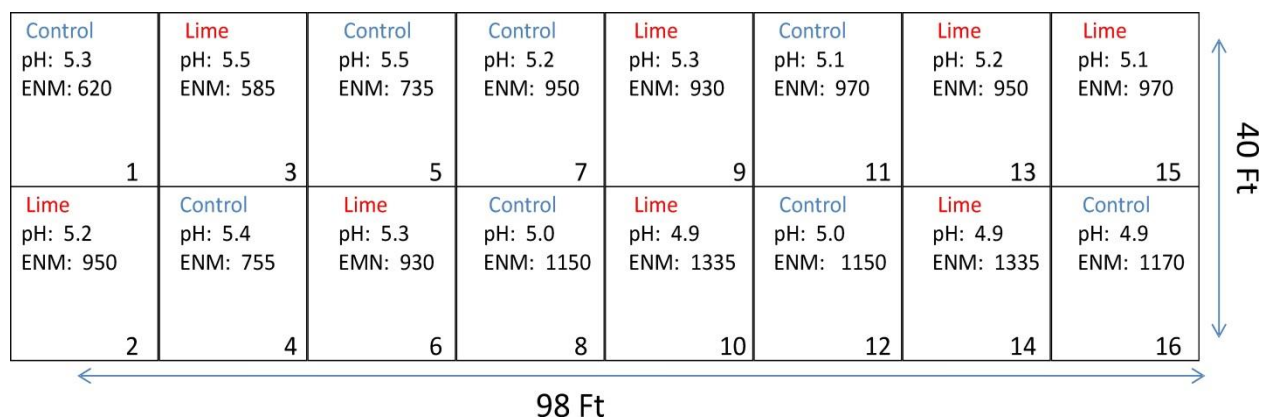 Control
pH: 5.3
ENM: 620
1
Lime
pH: 5.5
ENM: 585
3
Control
pH: 5.5
ENM: 735
5
Control
pH: 5.2
ENM: 950
7
Lime
pH: 5.3
ENM: 930
9
Control
pH: 5.1
ENM: 970
11
Lime
pH: 5.2
ENM: 950
13
Lime
pH: 5.1
ENM: 970
15
Lime
pH: 5.2
ENM: 950
2
Control
pH: 5.4
ENM: 755
4
Lime
pH: 5.3
EMN: 930
6
Control
pH: 5.0
ENM: 1150
8
Lime
pH: 4.9
ENM: 1335
10
Control
pH: 5.0
ENM: 1150
12
Lime
pH: 4.9
ENM: 1335
14
Control
pH: 4.9
ENM: 1170
16
40 Ft
98 Ft